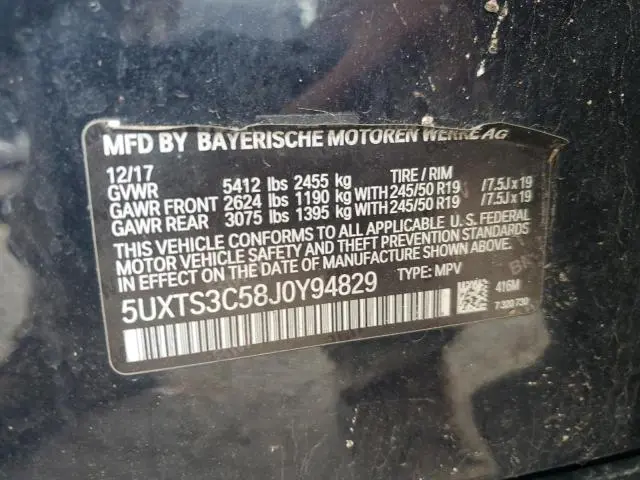 MFD BY BAYERISCHE MOTOREN WERKE AG
12/17 TIRE / RIM
GVWR 5412 lbs 2455 kg
GAWR FRONT 2624 lbs 1190 kg WITH 245/50 R19 /7.5J x 19
GAWR REAR 3075 lbs 1395 kg WITH 245/50 R19 /7.5J x 19
THIS VEHICLE CONFORMS TO ALL APPLICABLE U. S. FEDERAL
MOTOR VEHICLE SAFETY AND THEFT PREVENTION STANDARDS
IN EFFECT ON THE DATE OF MANUFACTURE SHOWN ABOVE.
5UXTS3C58J0Y94829 TYPE: MPV
416M
7 320 730